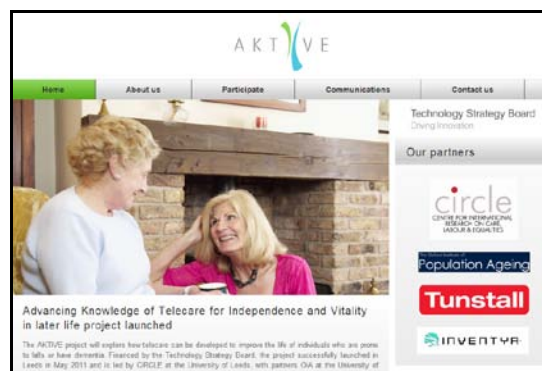 AKTIVE
Home About us Participate Communications Contact us
Technology Strategy Board
Driving Innovation
Our partners
circle
CENTRE FOR INTERNATIONAL
RESEARCH ON CARE,
LABOUR & EQUALITIES
The Oxford Institute of
Population Ageing
Tunstall
INVENTYA
Advancing Knowledge of Telecare for Independence and Vitality
in later life project launched
The AKTIVE project will explore how telecare can be developed to improve the life of individuals who are prone
to falls or have dementia. Financed by the Technology Strategy Board, the project successfully launched in
Leeds in May 2011 and is led by CIRCLE at the University of Leeds, with partners OIA at the University of